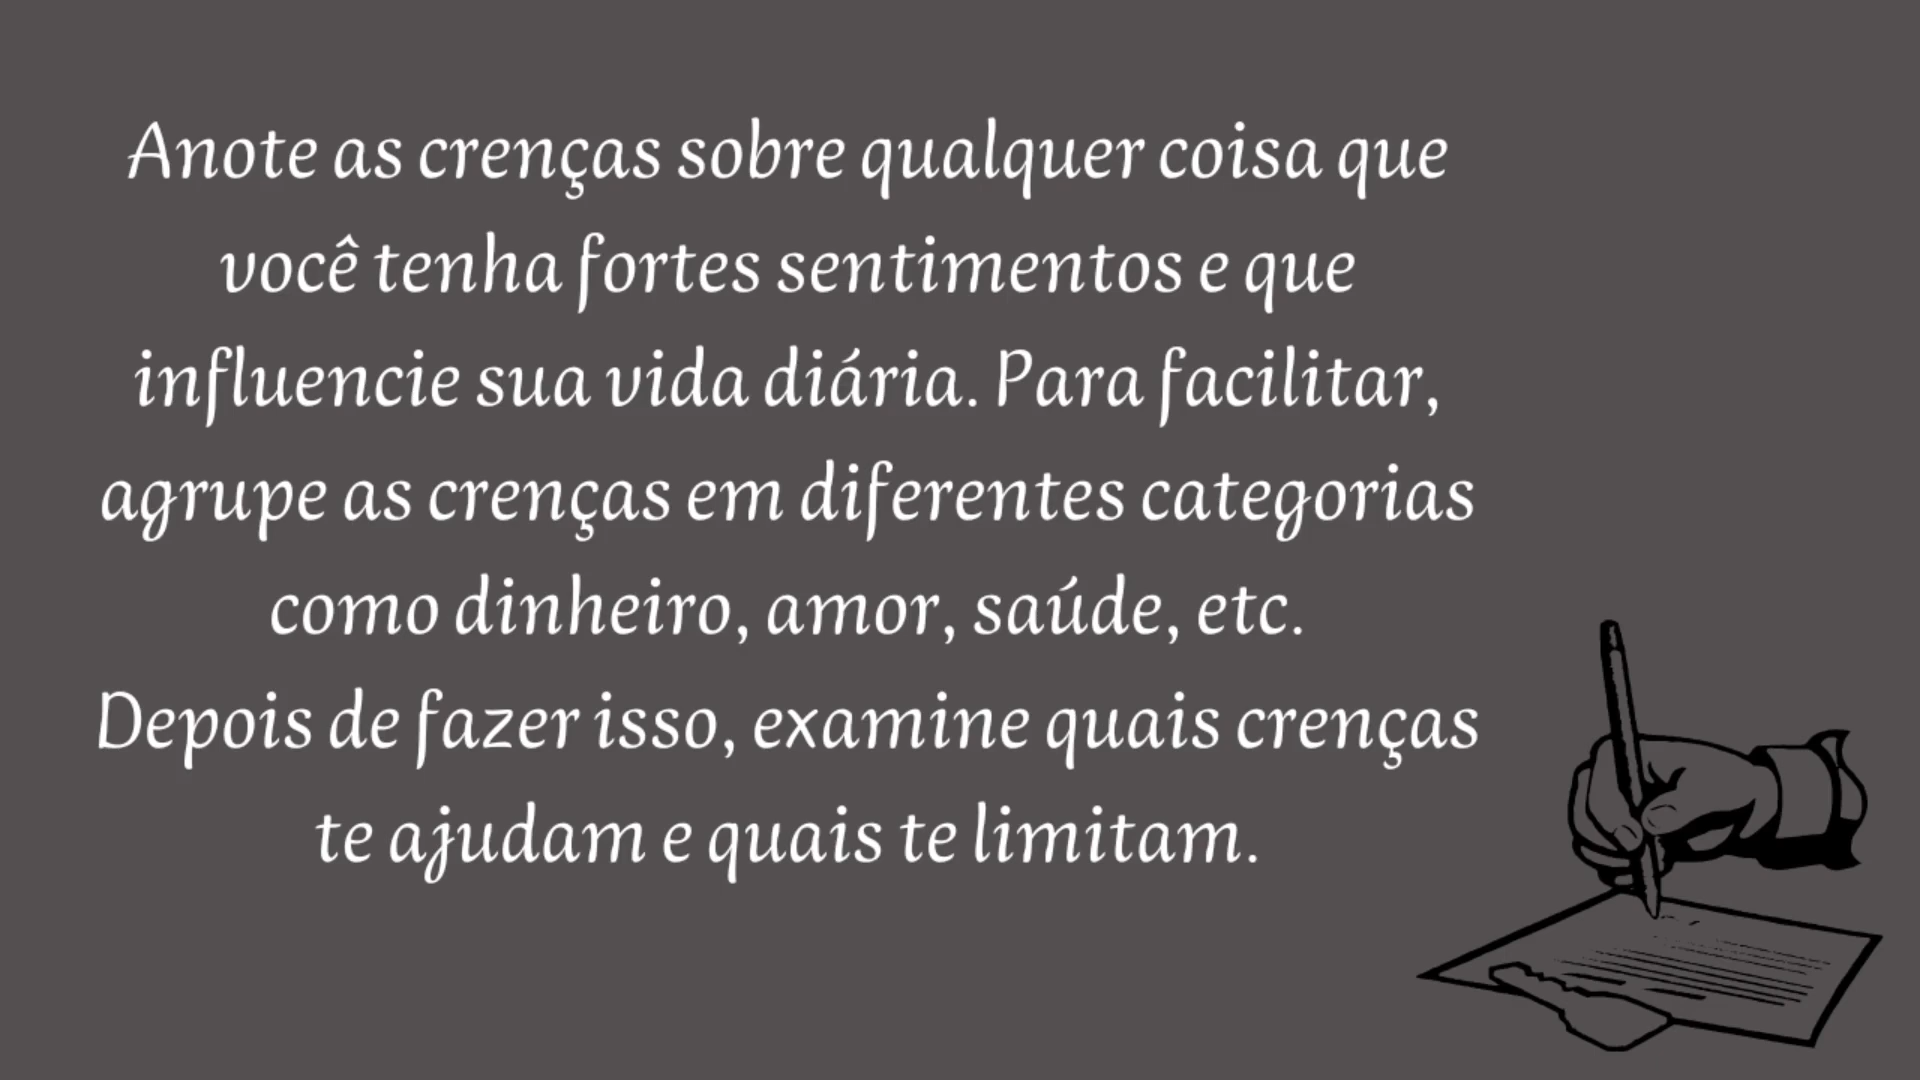 Anote as crenças sobre qualquer coisa que
você tenha fortes sentimentos e que
influencie sua vida diária. Para facilitar,
agrupe as crenças em diferentes categorias
como dinheiro, amor, saúde, etc.
Depois de fazer isso, examine quais crenças
te ajudam e quais te limitam.